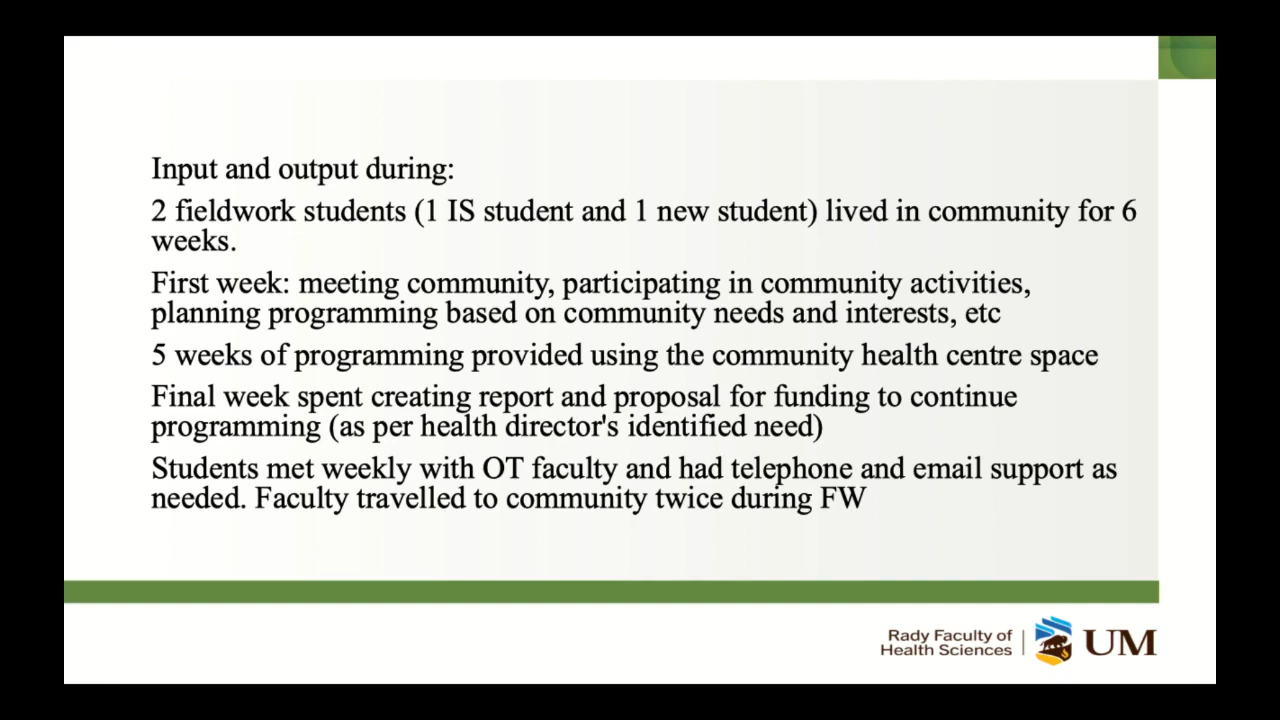 Input and output during:
2 fieldwork students (1 IS student and 1 new student) lived in community for 6
weeks.
First week: meeting community, participating in community activities,
planning programming based on community needs and interests, etc
5 weeks of programming provided using the community health centre space
Final week spent creating report and proposal for funding to continue
programming (as per health director's identified need)
Students met weekly with OT faculty and had telephone and email support as
needed. Faculty travelled to community twice during FW
Rady Faculty of
Health Sciences
UM